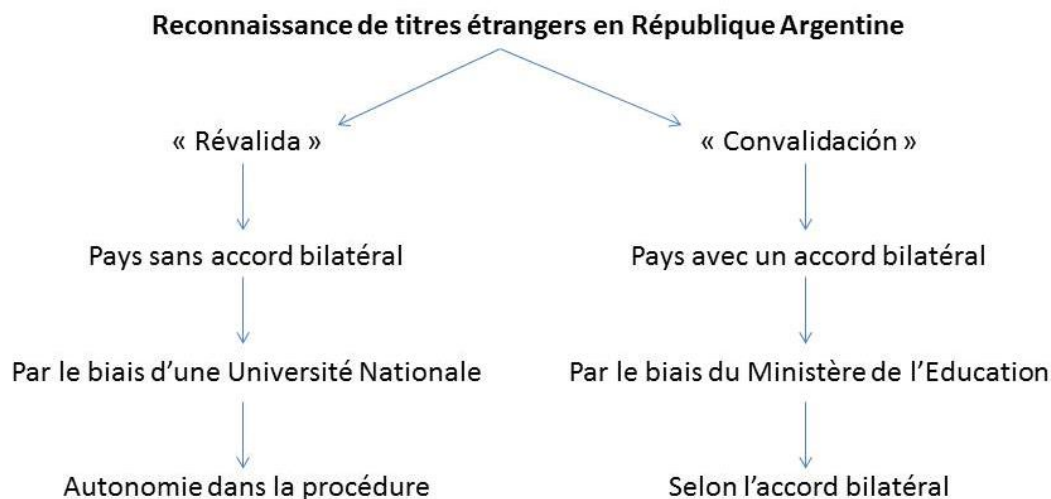 Reconnaissance de titres étrangers en République Argentine
« Révalida »
« Convalidación »
Pays sans accord bilatéral
Pays avec un accord bilatéral
Par le biais d’une Université Nationale
Par le biais du Ministère de l’Education
Autonomie dans la procédure
Selon l’accord bilatéral